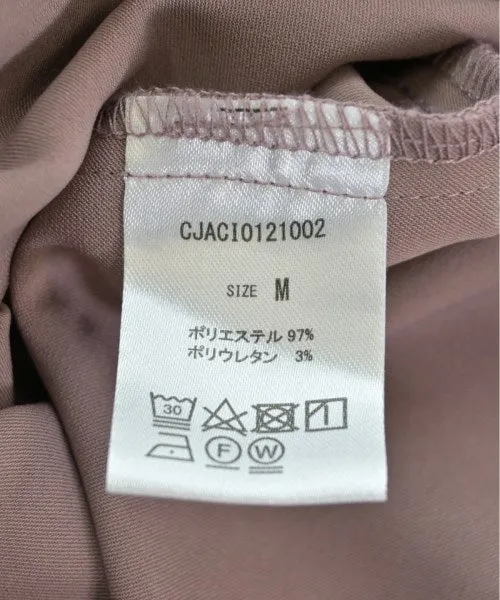 CJACI0121002
SIZE M
ポリエステル 97%
ポリウレタン 3%
30
F W